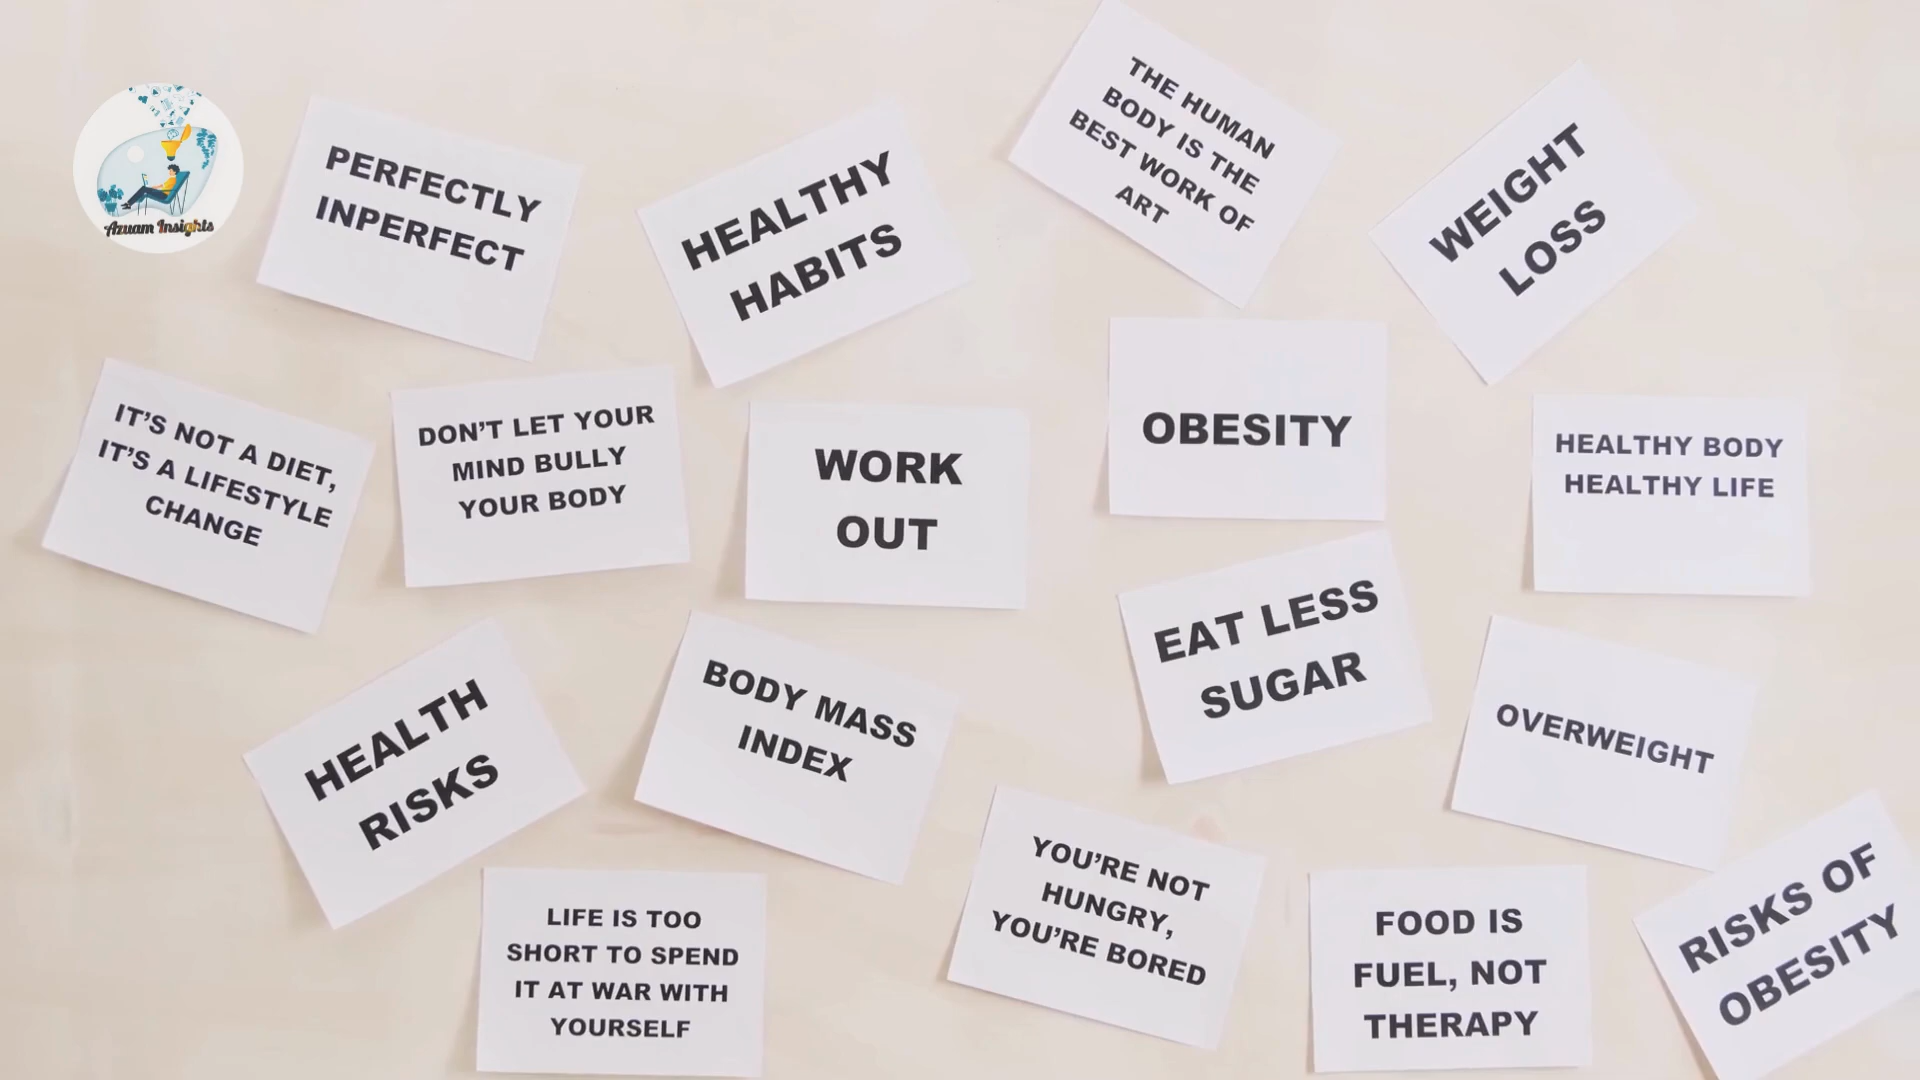 Azuam Insights
PERFECTLY
INPERFECT
HEALTHY
HABITS
THE HUMAN
BODY IS THE
BEST WORK OF
ART
WEIGHT
LOSS
IT'S NOT A DIET,
IT'S A LIFESTYLE
CHANGE
DON'T LET YOUR
MIND BULLY
YOUR BODY
WORK
OUT
OBESITY
HEALTHY BODY
HEALTHY LIFE
HEALTH
RISKS
BODY MASS
INDEX
EAT LESS
SUGAR
OVERWEIGHT
LIFE IS TOO
SHORT TO SPEND
IT AT WAR WITH
YOURSELF
YOU'RE NOT
HUNGRY,
YOU'RE BORED
FOOD IS
FUEL, NOT
THERAPY
RISKS OF
OBESITY